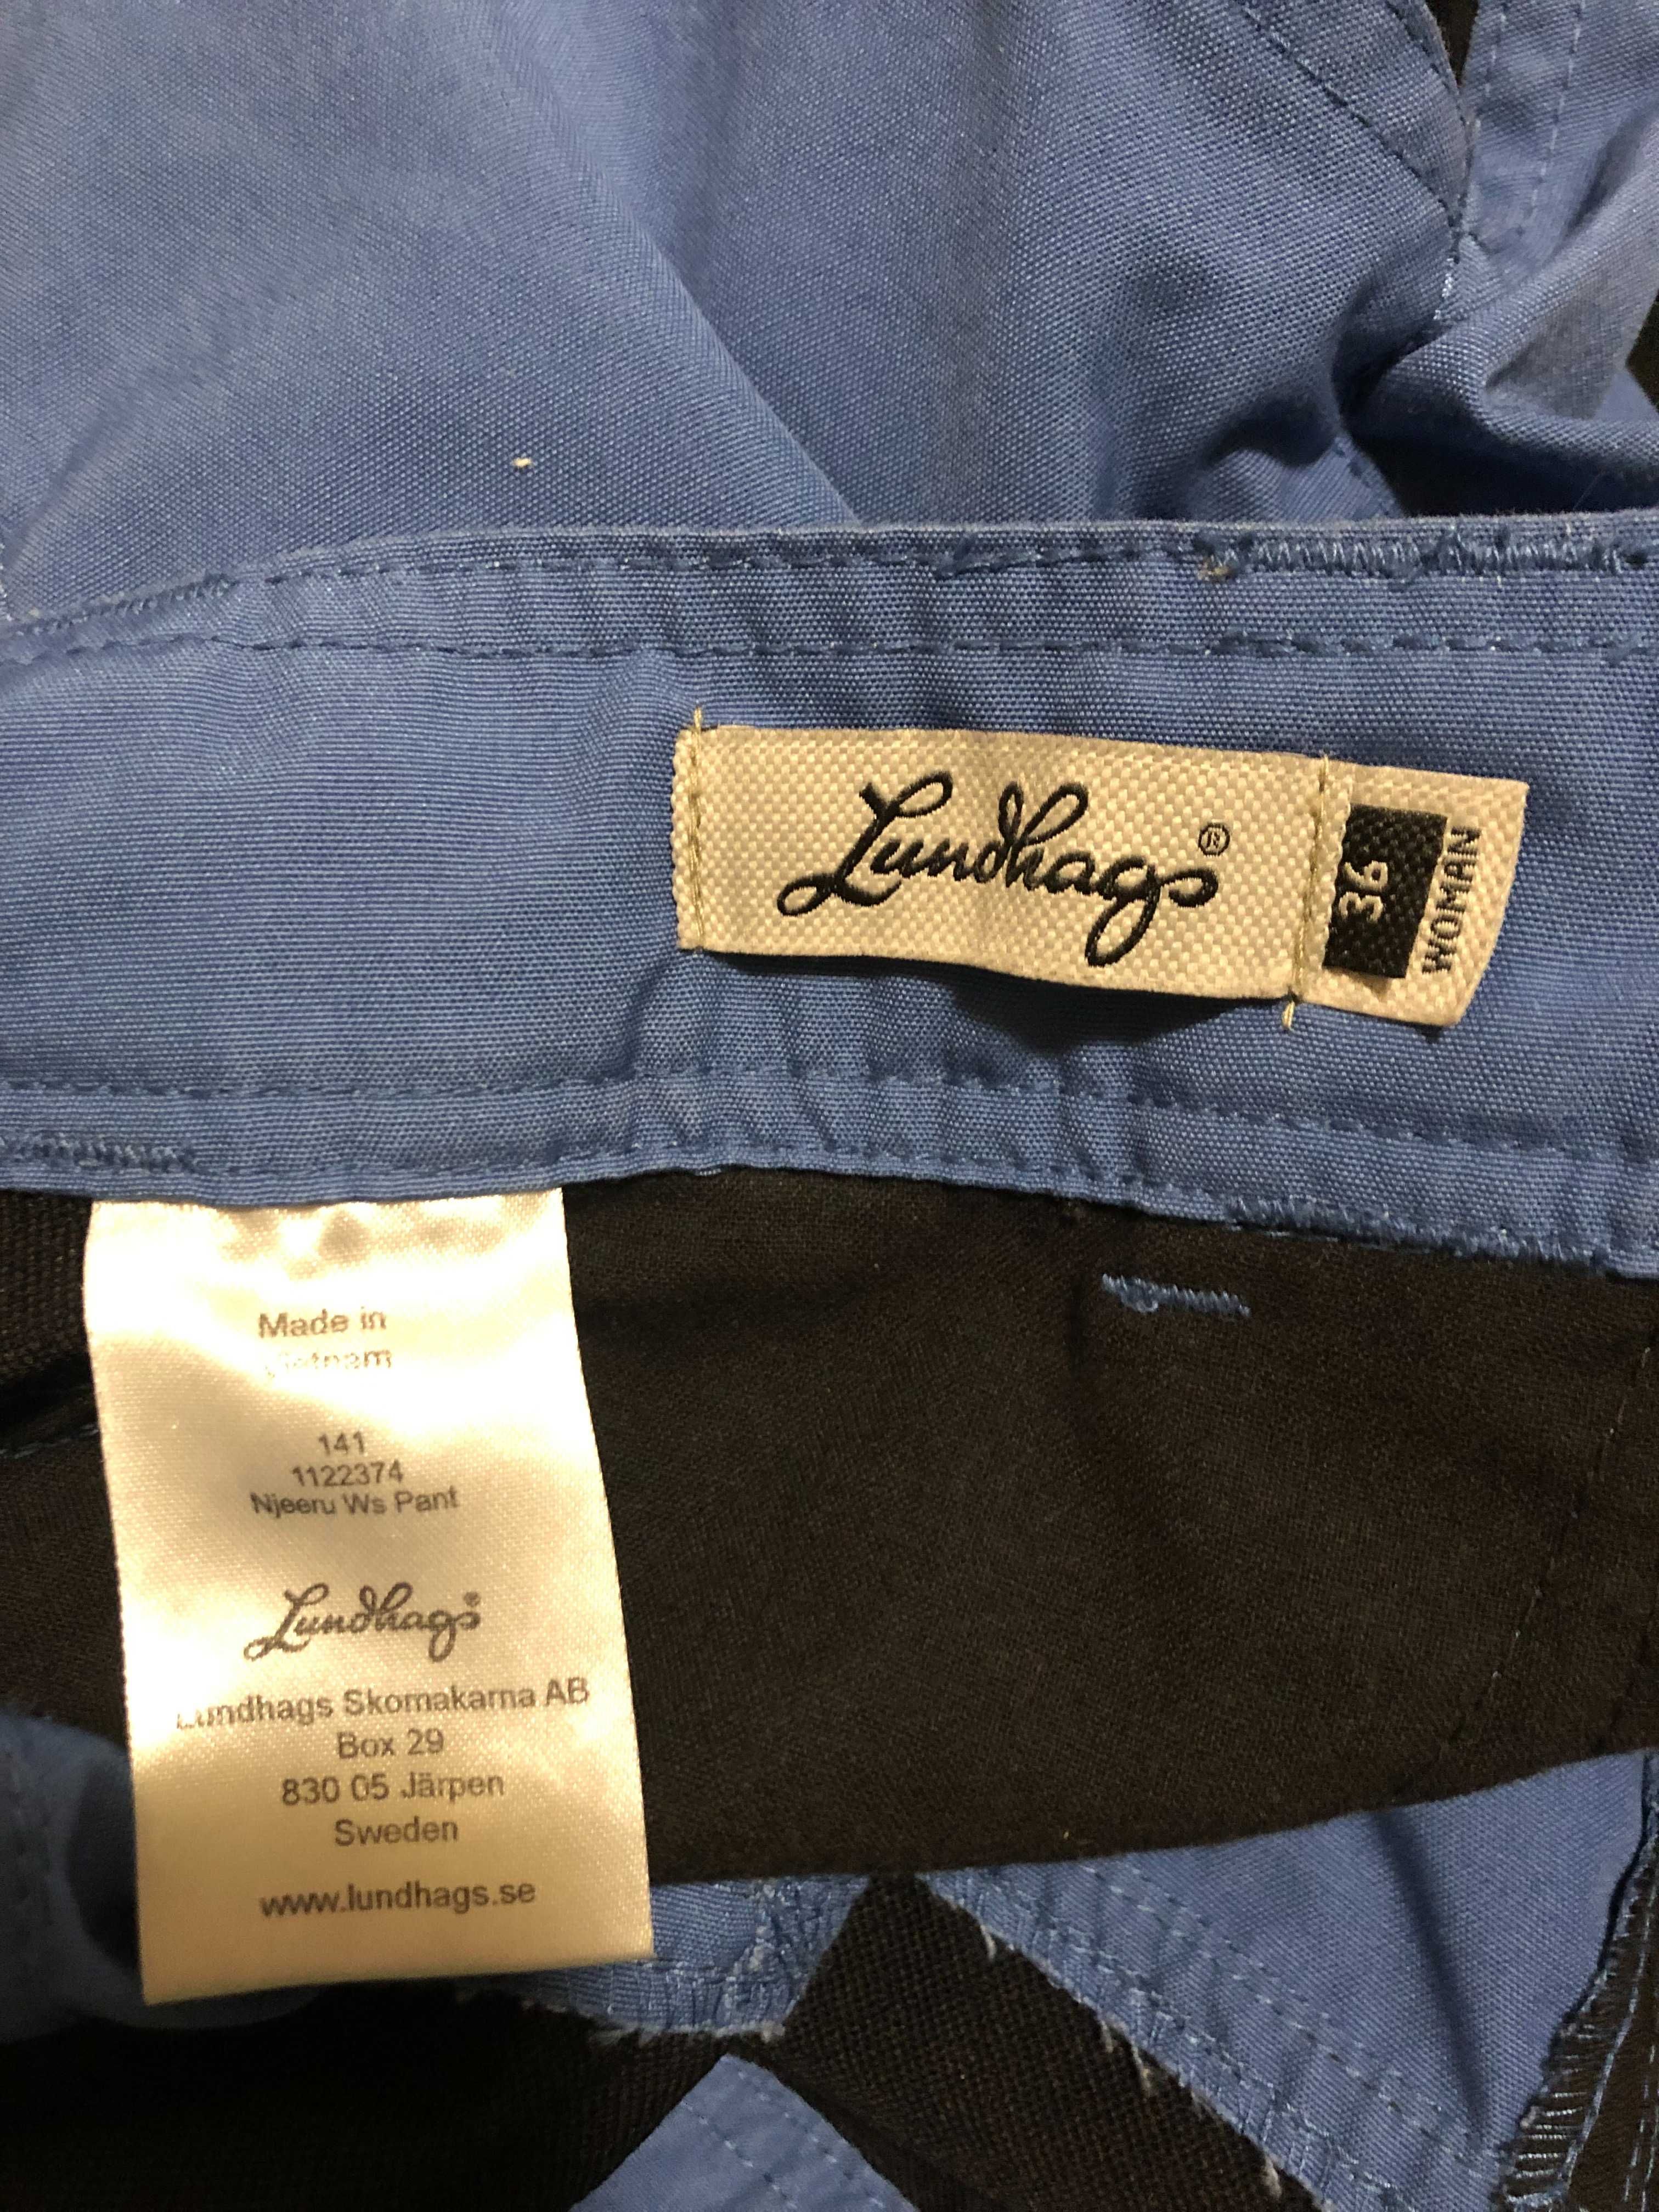 Lundhags®
36
WOMAN
Made in
Vietnam
141
1122374
Njeeru Ws Pant
Lundhags®
Lundhags Skomakarna AB
Box 29
830 05 Järpen
Sweden
www.lundhags.se